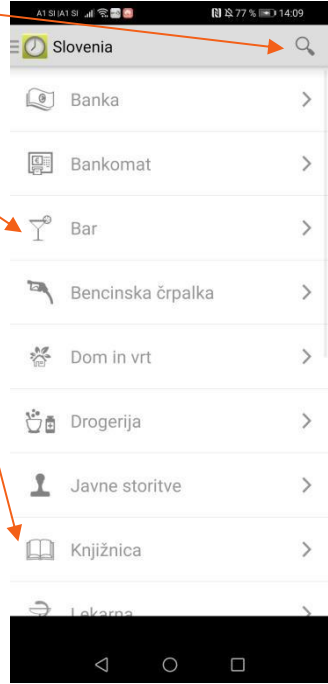 A1 SI |A1 SI 77 % 14:09
Slovenia
Banka
Bankomat
Bar
Bencinska črpalka
Dom in vrt
Drogerija
Javne storitve
Knjižnica
Lekarna